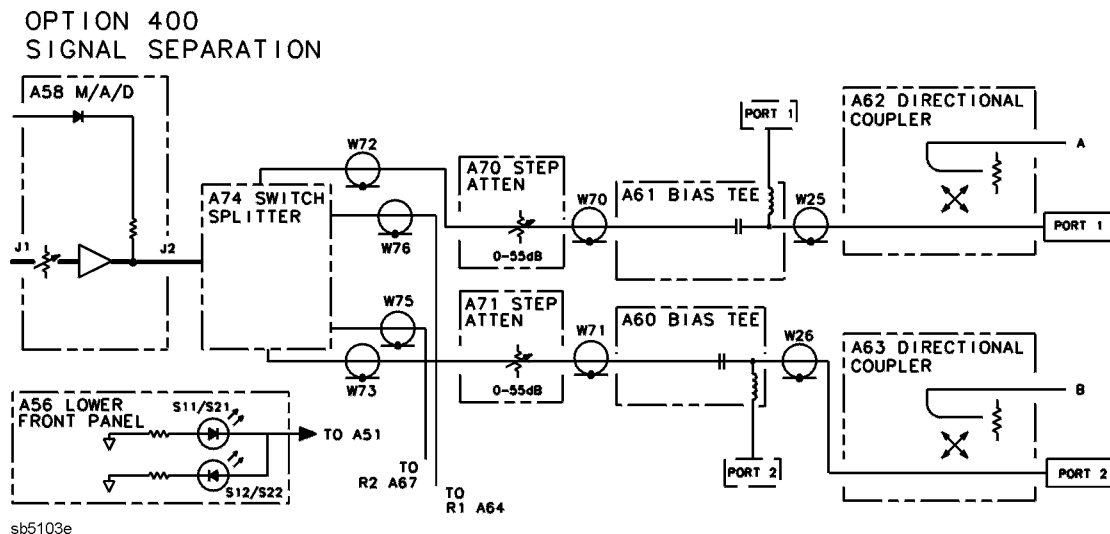 OPTION 400
SIGNAL SEPARATION
A58 M/A/D
J1
J2
A74 SWITCH
SPLITTER
W72
W76
W75
W73
A70 STEP
ATTEN
0-55dB
A71 STEP
ATTEN
0-55dB
W70
W71
A61 BIAS TEE
PORT 1
A60 BIAS TEE
PORT 2
W25
W26
A62 DIRECTIONAL
COUPLER
A
PORT 1
A63 DIRECTIONAL
COUPLER
B
PORT 2
A56 LOWER
FRONT PANEL
S11/S21
S12/S22
TO A51
TO
R2 A67
TO
R1 A64
sb5103e